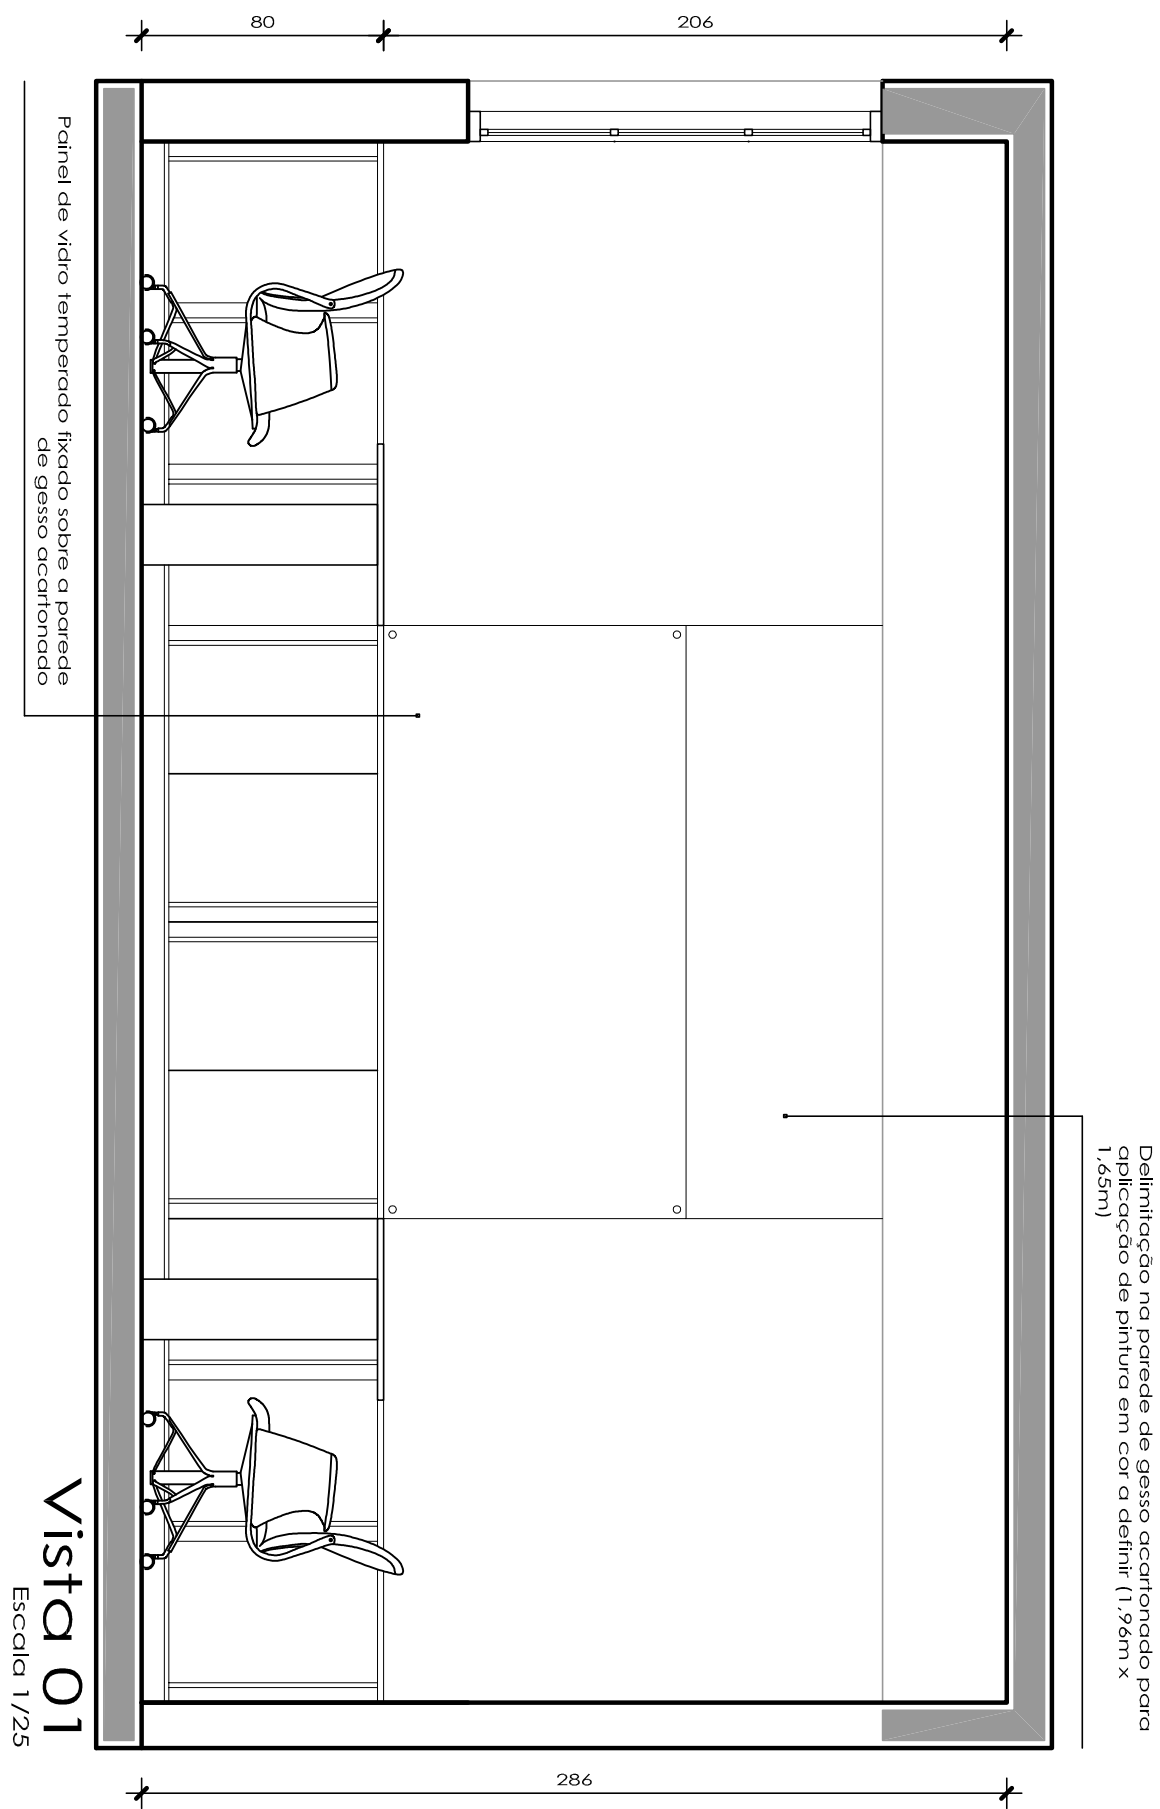 80
206
Painel de vidro temperado fixado sobre a parede
de gesso acartonado
Delimitação na parede de gesso acartonado para
aplicação de pintura em cor a definir (1,96m x
1,65m)
Vista 01
Escala 1/25
286